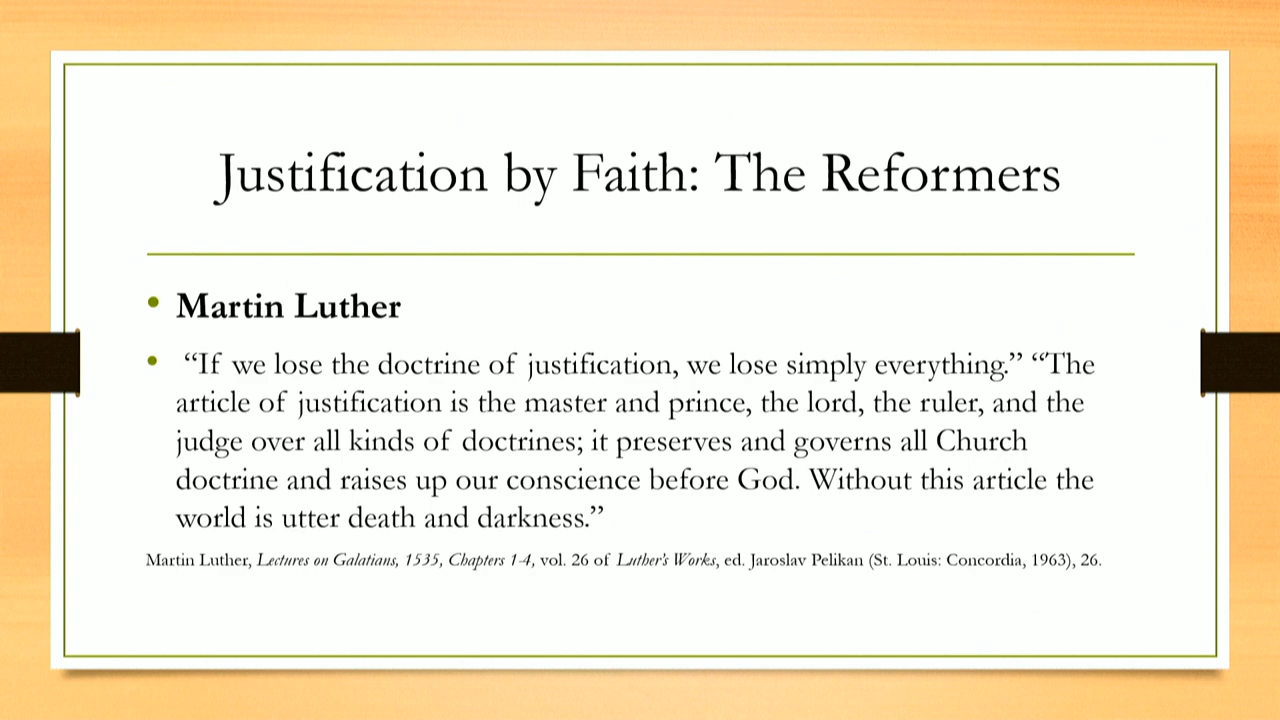 Justification by Faith: The Reformers
• Martin Luther
• “If we lose the doctrine of justification, we lose simply everything.” “The
article of justification is the master and prince, the lord, the ruler, and the
judge over all kinds of doctrines; it preserves and governs all Church
doctrine and raises up our conscience before God. Without this article the
world is utter death and darkness.”
Martin Luther, Lectures on Galatians, 1535, Chapters 1-4, vol. 26 of Luther’s Works, ed. Jaroslav Pelikan (St. Louis: Concordia, 1963), 26.